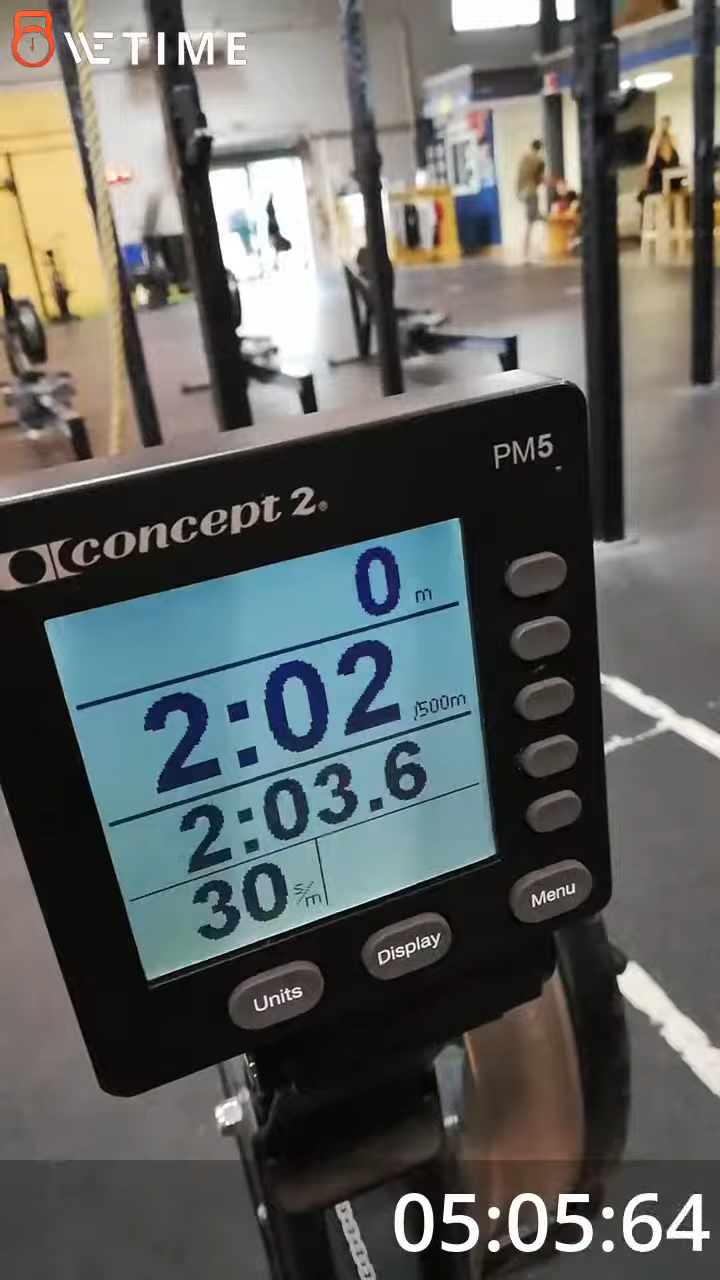 WETIME
PM5
concept 2®
0 m
2:02 /500m
2:03.6
30 s/m
Menu
Display
Units
05:05:64